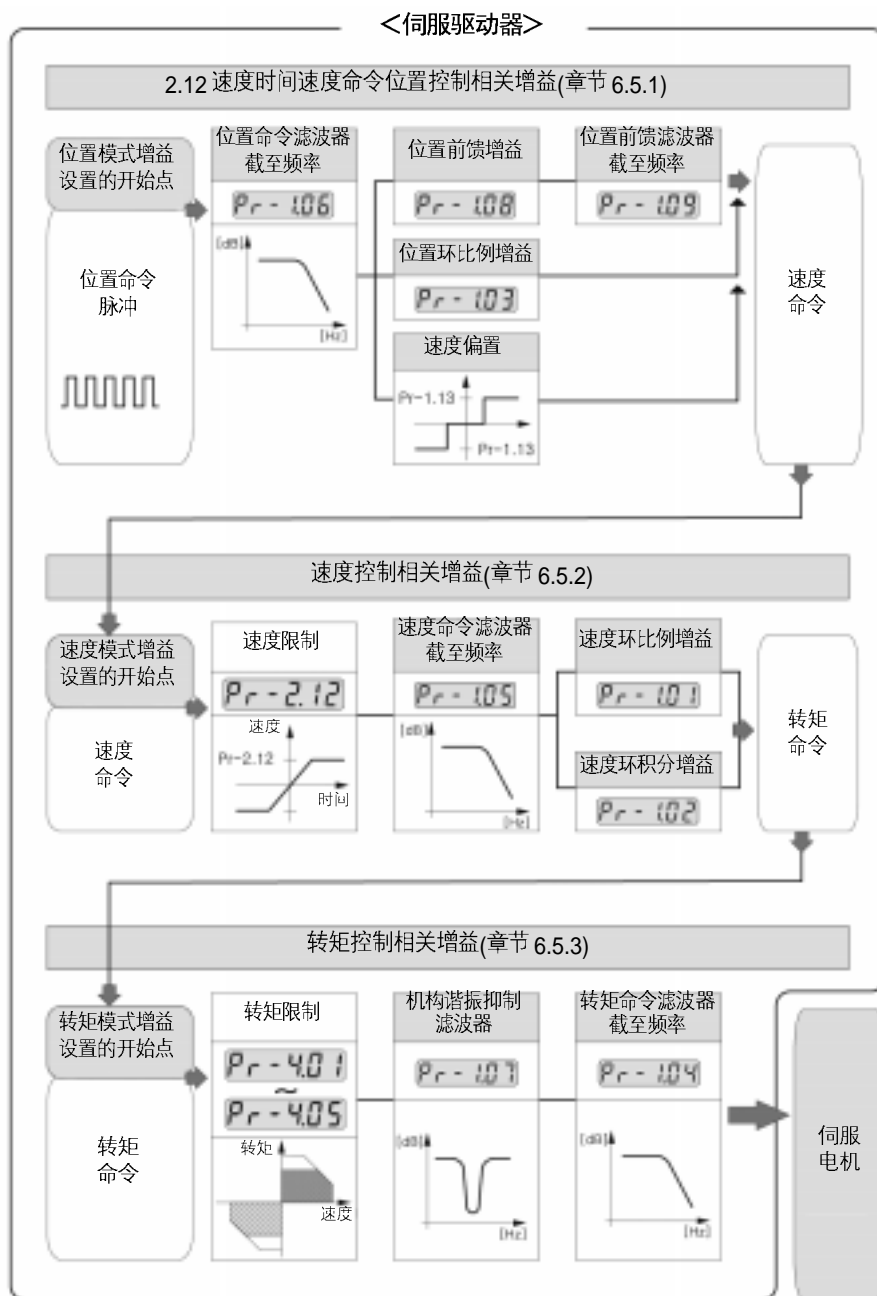 <伺服驱动器>
2.12 速度时间速度命令位置控制相关增益(章节 6.5.1)
位置模式增益
设置的开始点
位置命令
脉冲
位置命令滤波器
截至频率
Pr-1.06
[dB]
[Hz]
位置前馈增益
Pr-1.08
位置前馈滤波器
截至频率
Pr-1.09
位置环比例增益
Pr-1.03
速度偏置
Pr-1.13
Pr-1.13
速度
命令
速度控制相关增益(章节 6.5.2)
速度模式增益
设置的开始点
速度
命令
速度限制
Pr-2.12
速度
Pr-2.12
时间
速度命令滤波器
截至频率
Pr-1.05
[dB]
[Hz]
速度环比例增益
Pr-1.01
速度环积分增益
Pr-1.02
转矩
命令
转矩控制相关增益(章节 6.5.3)
转矩模式增益
设置的开始点
转矩
命令
转矩限制
Pr-4.01
~
Pr-4.05
转矩
速度
机构谐振抑制
滤波器
Pr-1.07
[dB]
[Hz]
转矩命令滤波器
截至频率
Pr-1.04
[dB]
[Hz]
伺服
电机